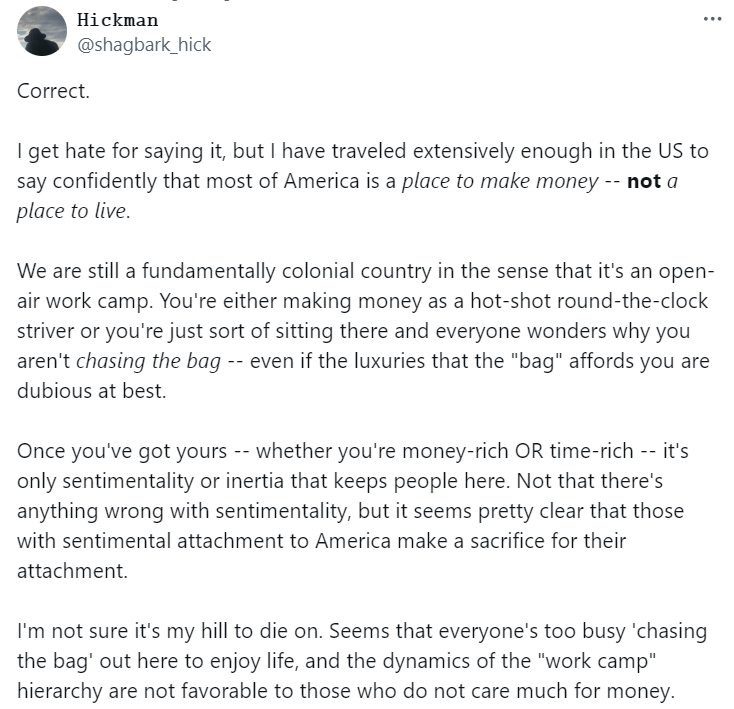 Hickman
@shagbark_hick
Correct.
I get hate for saying it, but I have traveled extensively enough in the US to
say confidently that most of America is a place to make money -- not a
place to live.
We are still a fundamentally colonial country in the sense that it's an open-
air work camp. You're either making money as a hot-shot round-the-clock
striver or you're just sort of sitting there and everyone wonders why you
aren't chasing the bag -- even if the luxuries that the "bag" affords you are
dubious at best.
Once you've got yours -- whether you're money-rich OR time-rich -- it's
only sentimentality or inertia that keeps people here. Not that there's
anything wrong with sentimentality, but it seems pretty clear that those
with sentimental attachment to America make a sacrifice for their
attachment.
I'm not sure it's my hill to die on. Seems that everyone's too busy 'chasing
the bag' out here to enjoy life, and the dynamics of the "work camp"
hierarchy are not favorable to those who do not care much for money.